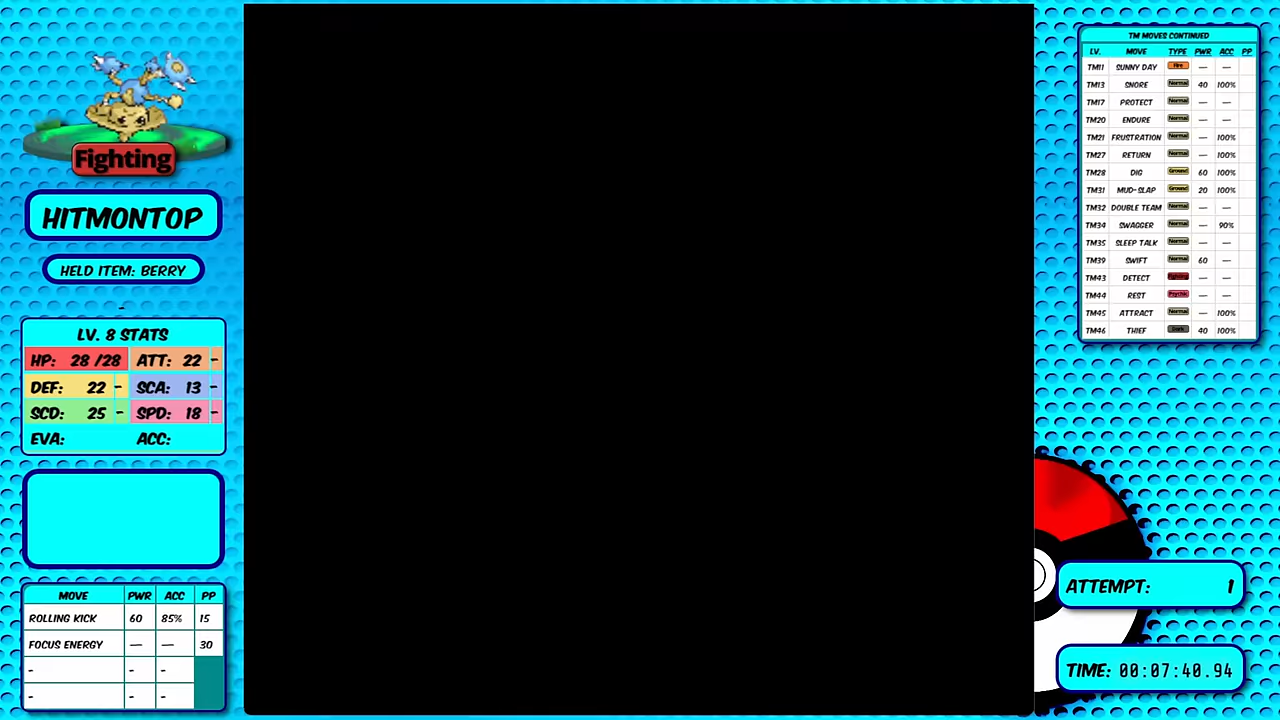 Fighting
HITMONTOP
HELD ITEM: BERRY
-
LV. 8 STATS
HP: 28 /28 ATT: 22 -
DEF: 22 - SCA: 13 -
SCD: 25 - SPD: 18 -
EVA: ACC:
MOVE PWR ACC PP
ROLLING KICK 60 85% 15
FOCUS ENERGY — — 30
- - -
- - -
TM MOVES CONTINUED
LV. MOVE TYPE PWR ACC PP
TM11 SUNNY DAY Fire — —
TM13 SNORE Normal 40 100%
TM17 PROTECT Normal — —
TM20 ENDURE Normal — —
TM21 FRUSTRATION Normal — 100%
TM27 RETURN Normal — 100%
TM28 DIG Ground 60 100%
TM31 MUD-SLAP Ground 20 100%
TM32 DOUBLE TEAM Normal — —
TM34 SWAGGER Normal — 90%
TM35 SLEEP TALK Normal — —
TM39 SWIFT Normal 60 —
TM43 DETECT Fighting — —
TM44 REST Psychic — —
TM45 ATTRACT Normal — 100%
TM46 THIEF Dark 40 100%
ATTEMPT: 1
TIME: 00:07:40.94